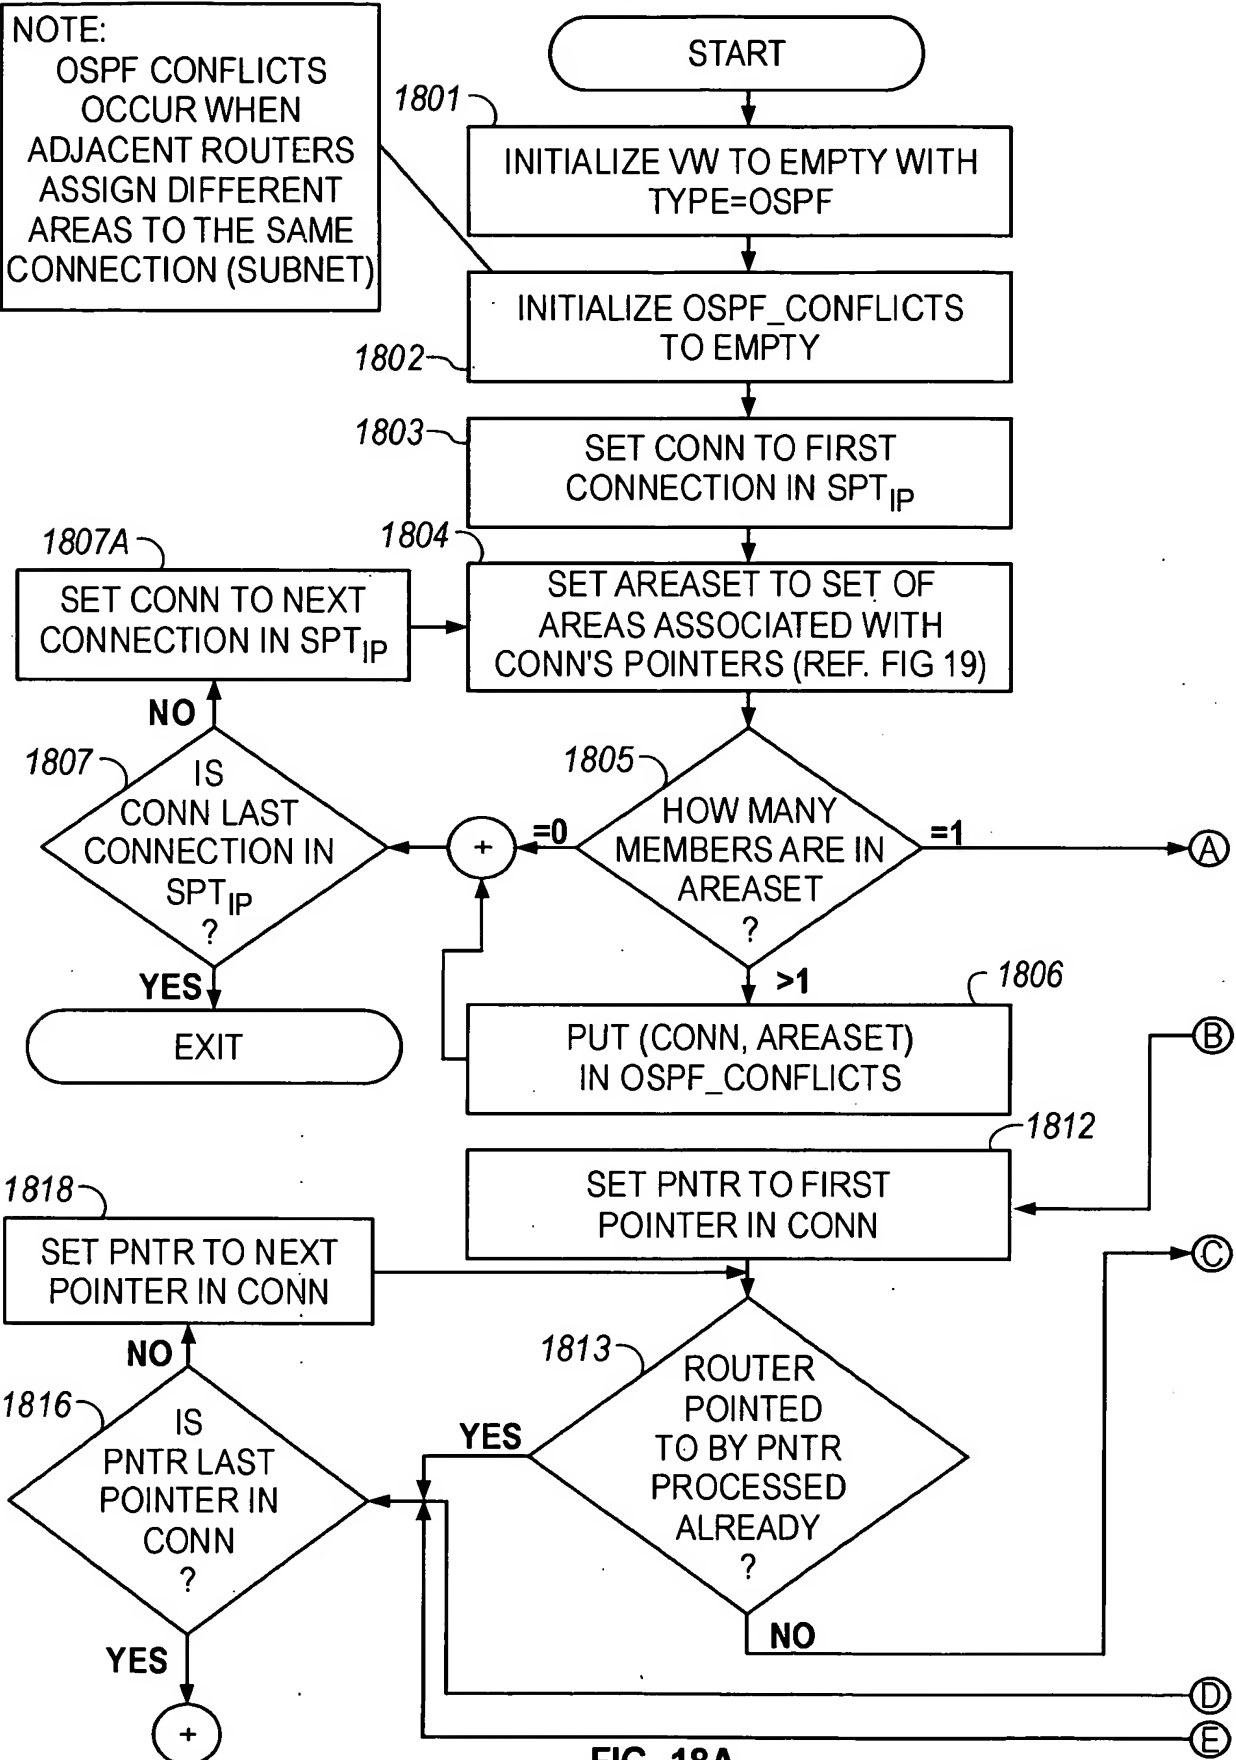 NOTE:
OSPF CONFLICTS
OCCUR WHEN
ADJACENT ROUTERS
ASSIGN DIFFERENT
AREAS TO THE SAME
CONNECTION (SUBNET)
START
1801
INITIALIZE VW TO EMPTY WITH
TYPE=OSPF
INITIALIZE OSPF_CONFLICTS
TO EMPTY
1802
1803
SET CONN TO FIRST
CONNECTION IN SPT_IP
1807A
SET CONN TO NEXT
CONNECTION IN SPT_IP
1804
SET AREASET TO SET OF
AREAS ASSOCIATED WITH
CONN'S POINTERS (REF. FIG 19)
NO
1807
IS
CONN LAST
CONNECTION IN
SPT_IP
?
+
=0
1805
HOW MANY
MEMBERS ARE IN
AREASET
?
=1
A
YES
EXIT
>1
1806
PUT (CONN, AREASET)
IN OSPF_CONFLICTS
B
1812
SET PNTR TO FIRST
POINTER IN CONN
1818
SET PNTR TO NEXT
POINTER IN CONN
C
NO
1816
IS
PNTR LAST
POINTER IN
CONN
?
YES
1813
ROUTER
POINTED
TO BY PNTR
PROCESSED
ALREADY
?
NO
YES
+
D
E
FIG. 18A